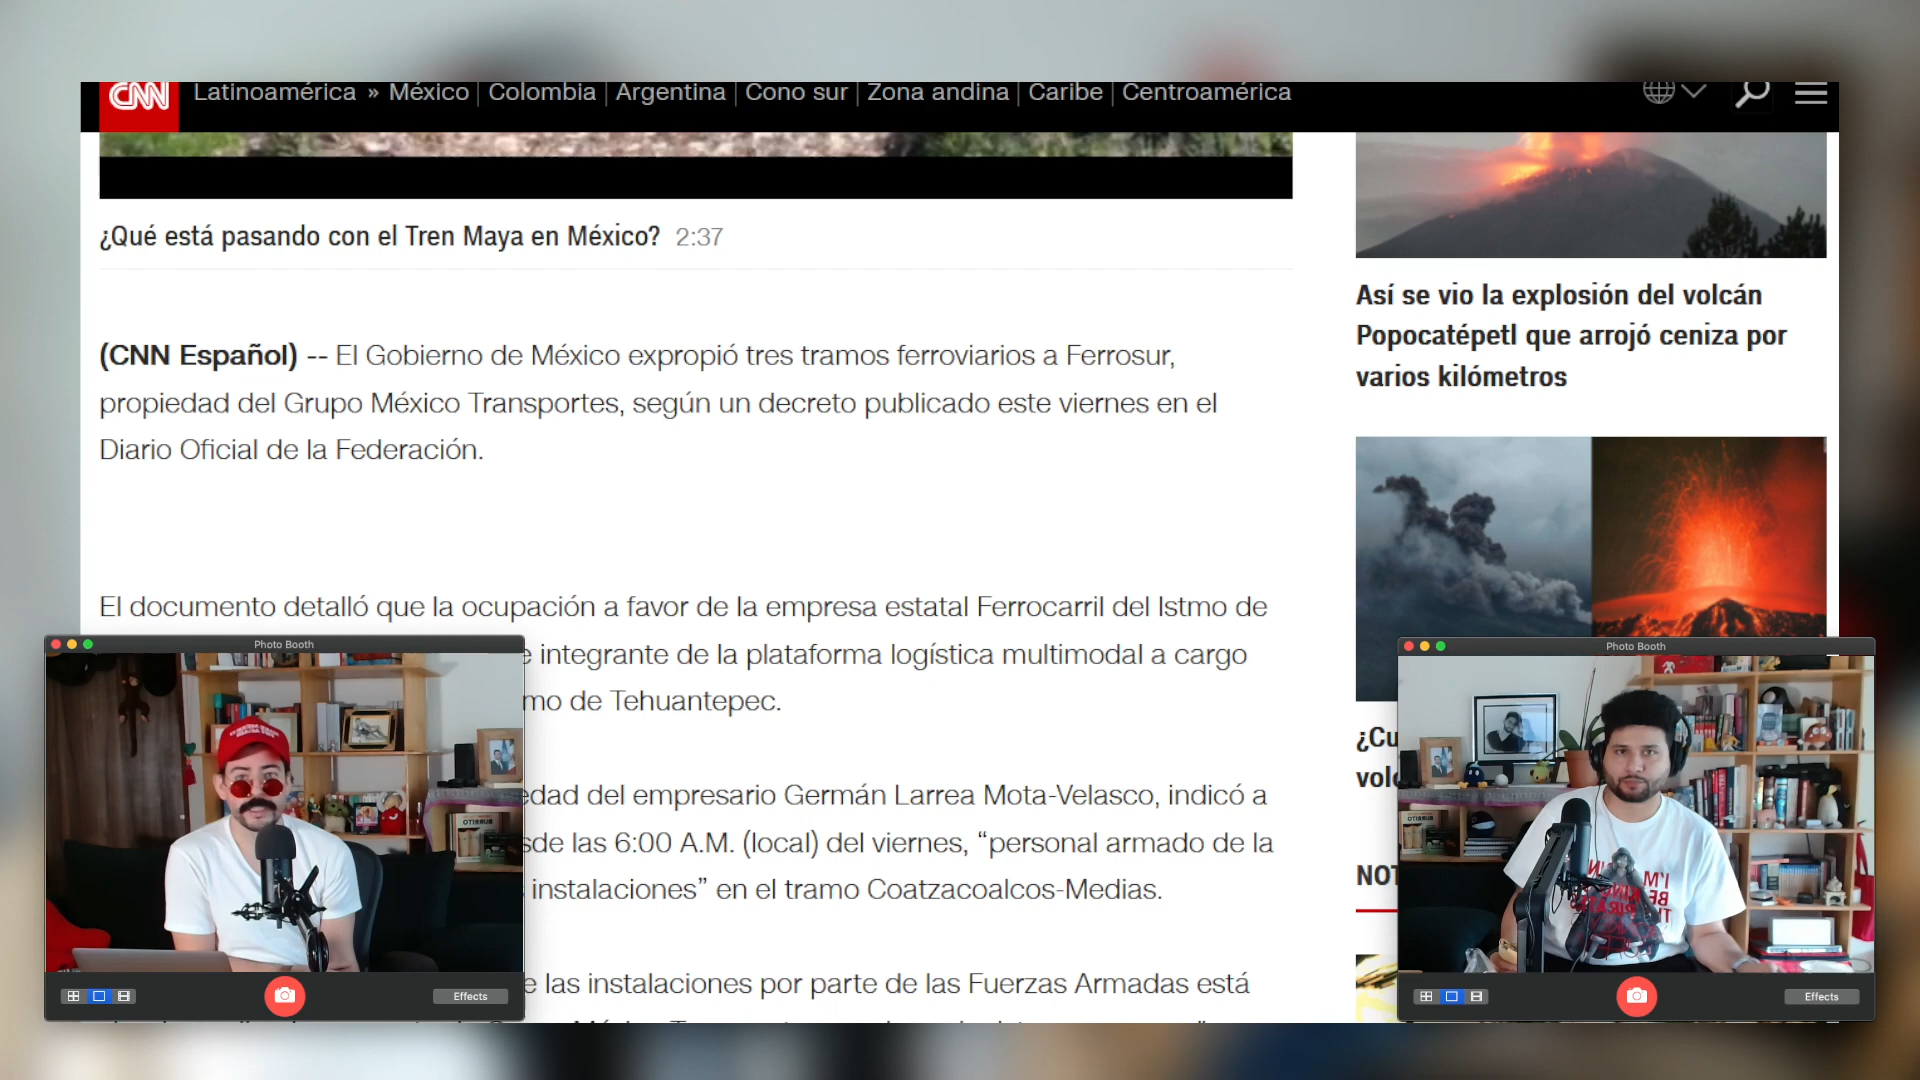 CNN Latinoamérica » México | Colombia | Argentina | Cono sur | Zona andina | Caribe | Centroamérica
¿Qué está pasando con el Tren Maya en México? 2:37
(CNN Español) -- El Gobierno de México expropió tres tramos ferroviarios a Ferrosur,
propiedad del Grupo México Transportes, según un decreto publicado este viernes en el
Diario Oficial de la Federación.
El documento detalló que la ocupación a favor de la empresa estatal Ferrocarril del Istmo de
e integrante de la plataforma logística multimodal a cargo
mo de Tehuantepec.
edad del empresario Germán Larrea Mota-Velasco, indicó a
sde las 6:00 A.M. (local) del viernes, “personal armado de la
instalaciones” en el tramo Coatzacoalcos-Medias.
e las instalaciones por parte de las Fuerzas Armadas está
Así se vio la explosión del volcán
Popocatépetl que arrojó ceniza por
varios kilómetros
¿Cu
volc
NOT
Photo Booth
Effects
Photo Booth
BURRITO
I'M
Effects